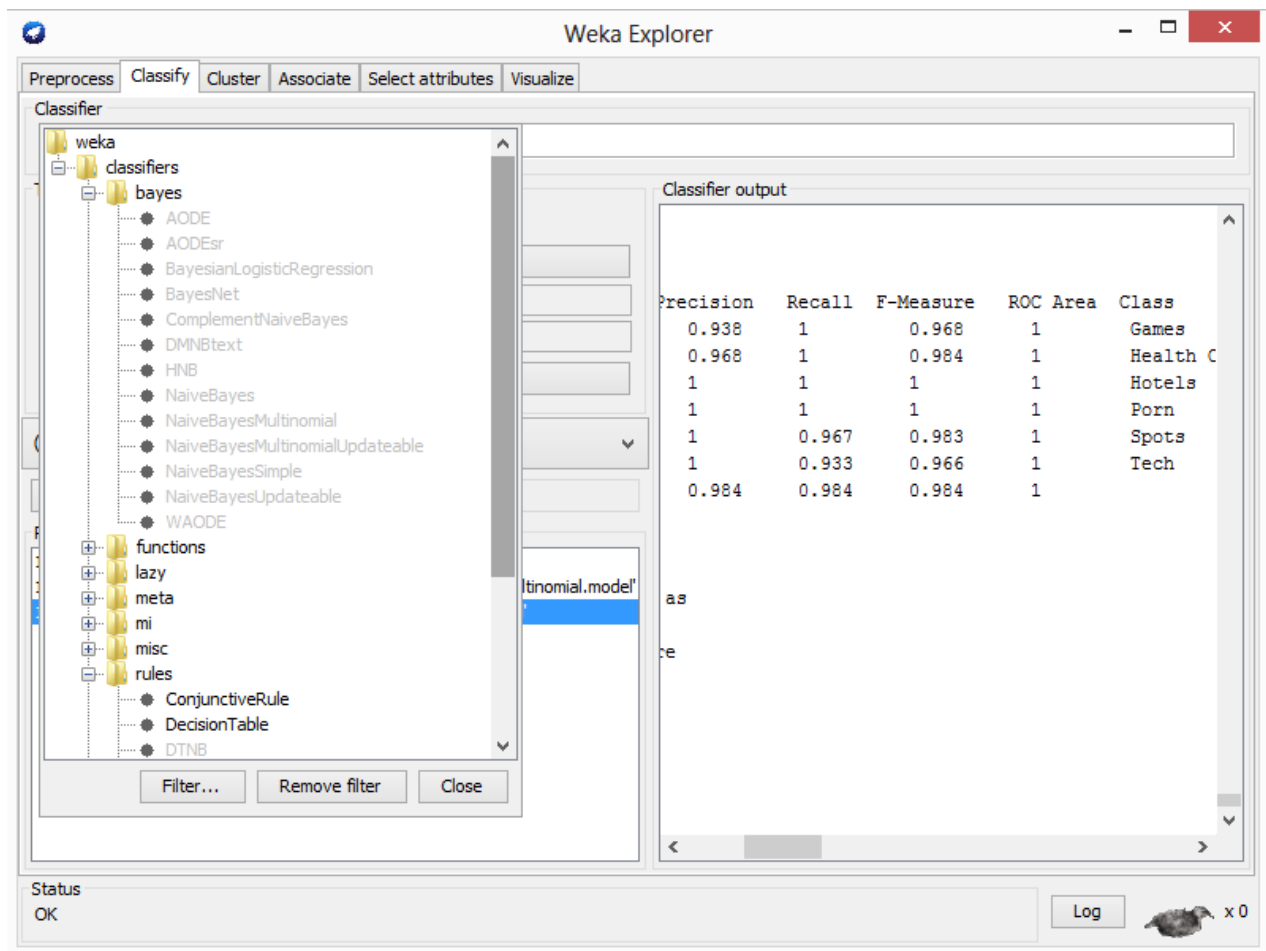 Weka Explorer
Preprocess Classify Cluster Associate Select attributes Visualize
Classifier
weka
classifiers
bayes
AODE
AODEsr
BayesianLogisticRegression
BayesNet
ComplementNaiveBayes
DMNBtext
HNB
NaiveBayes
NaiveBayesMultinomial
NaiveBayesMultinomialUpdateable
NaiveBayesSimple
NaiveBayesUpdateable
WAODE
functions
lazy
meta
mi
misc
rules
ConjunctiveRule
DecisionTable
DTNB
Filter... Remove filter Close
ltinomial.model'
Classifier output
Precision Recall F-Measure ROC Area Class
0.938 1 0.968 1 Games
0.968 1 0.984 1 Health C
1 1 1 1 Hotels
1 1 1 1 Porn
1 0.967 0.983 1 Spots
1 0.933 0.966 1 Tech
0.984 0.984 0.984 1
as
re
Status
OK
Log x 0